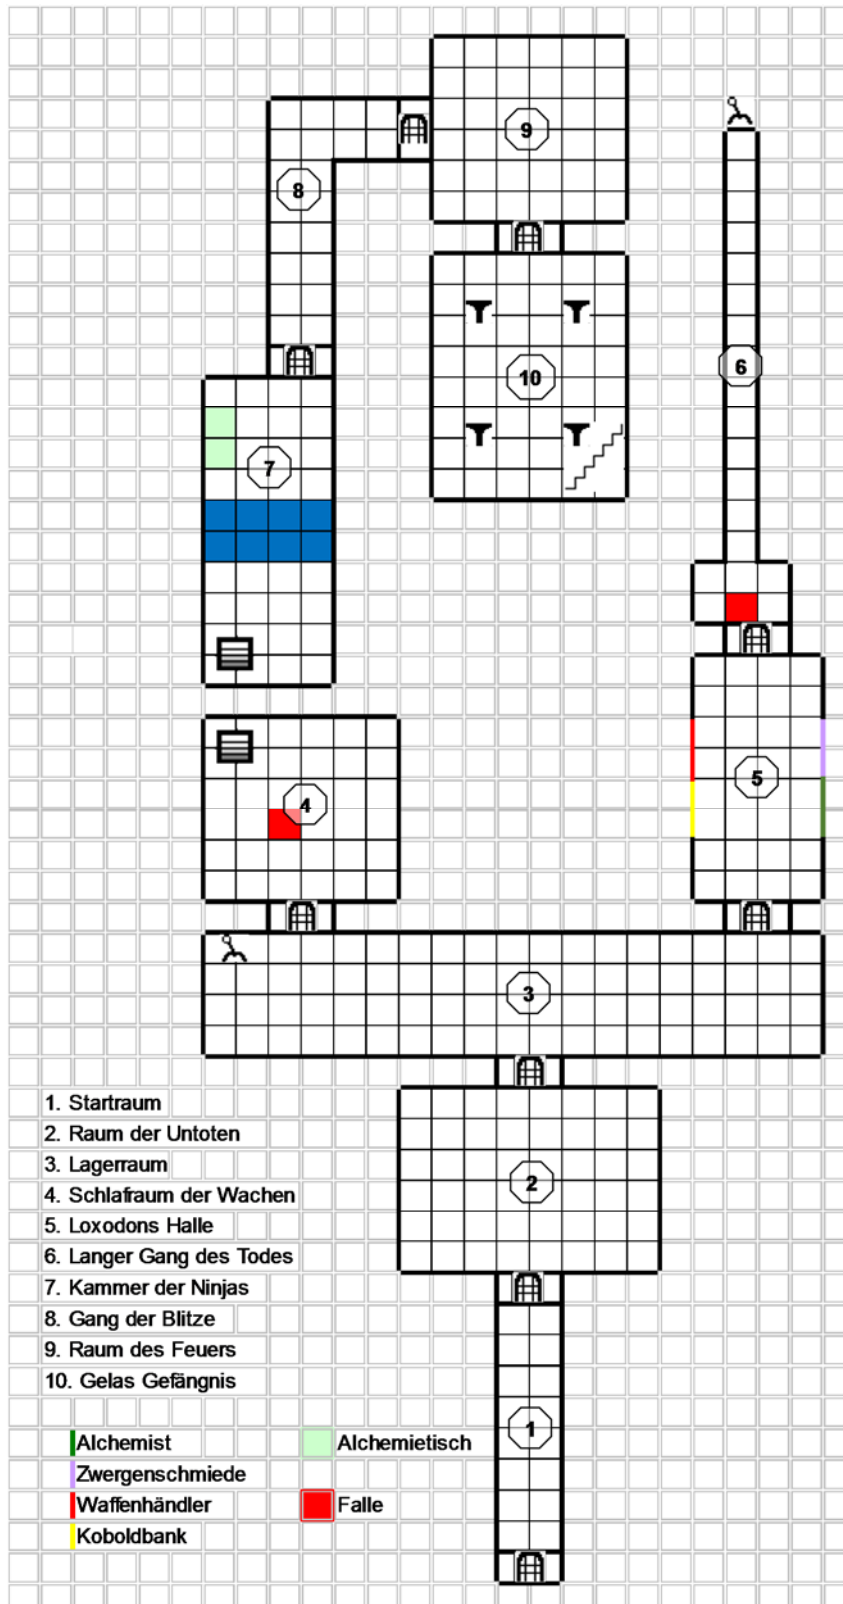 9
8
6
10
7
5
4
3
2
1
1. Startraum
2. Raum der Untoten
3. Lagerraum
4. Schlafraum der Wachen
5. Loxodons Halle
6. Langer Gang des Todes
7. Kammer der Ninjas
8. Gang der Blitze
9. Raum des Feuers
10. Gelas Gefängnis
Alchemist
Zwergenschmiede
Waffenhändler
Koboldbank
Alchemietisch
Falle